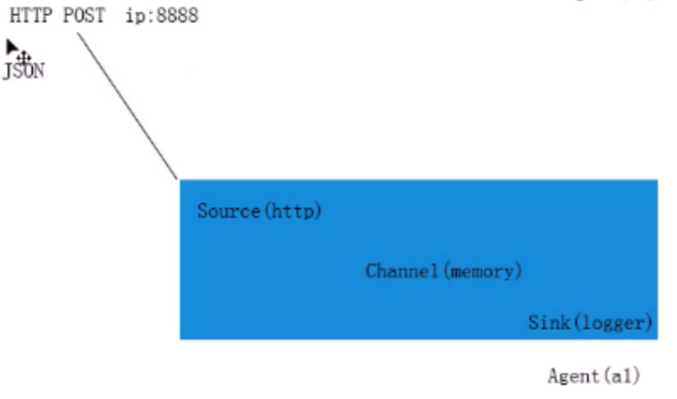 HTTP POST ip:8888
JSON
Source(http)
Channel(memory)
Sink(logger)
Agent(a1)